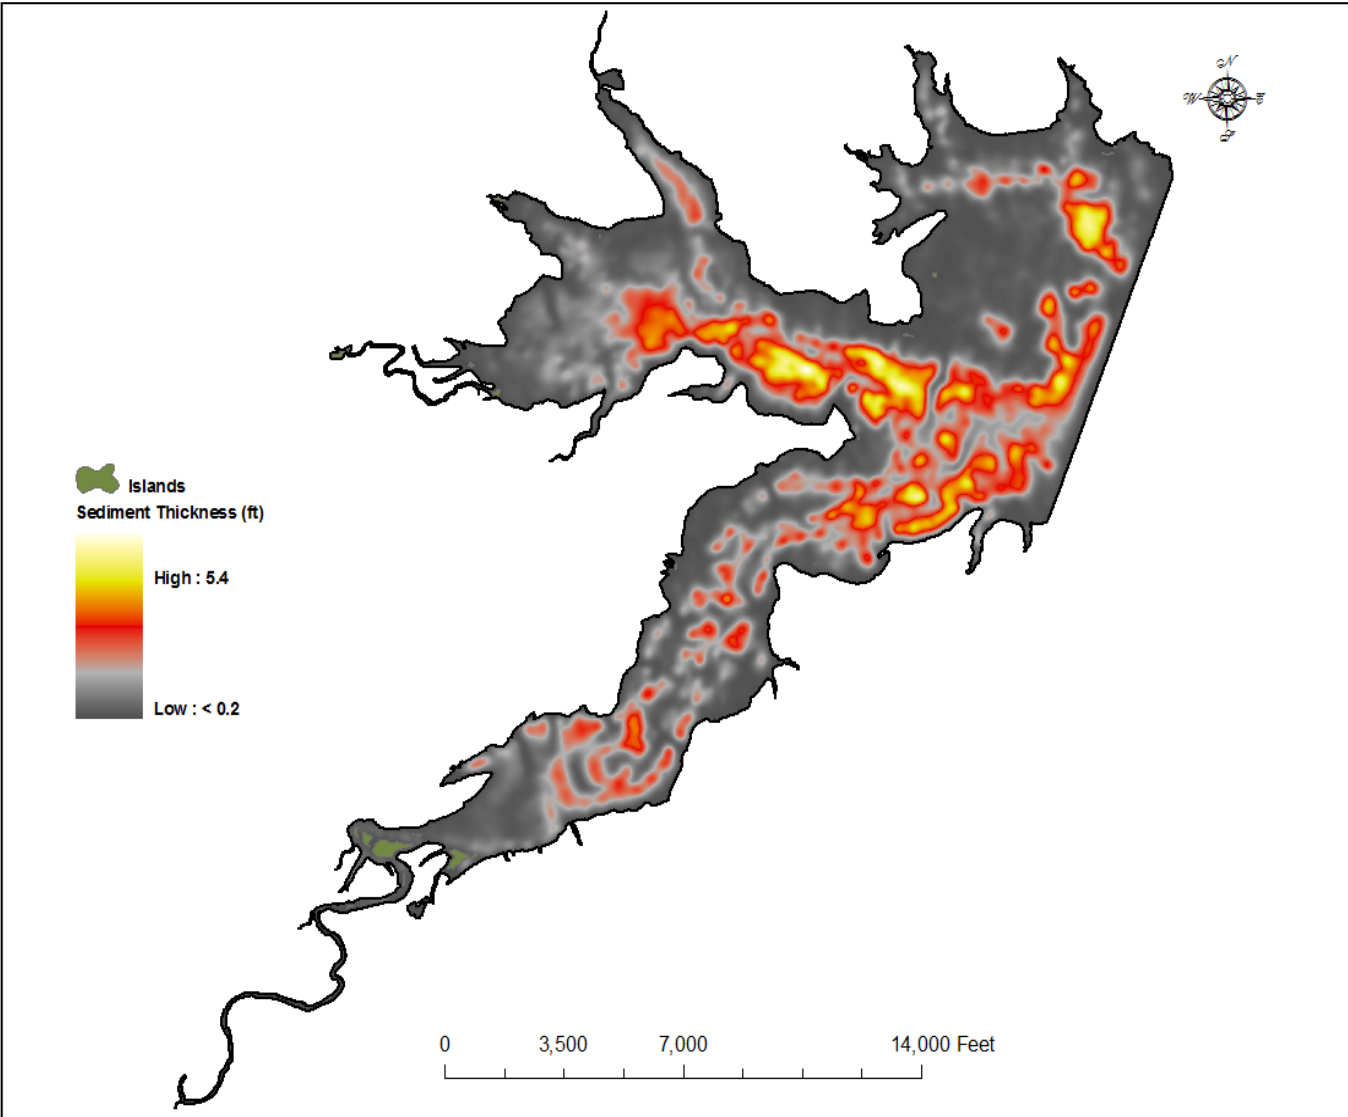 N
W E
S
Islands
Sediment Thickness (ft)
High : 5.4
Low : < 0.2
0 3,500 7,000 14,000 Feet